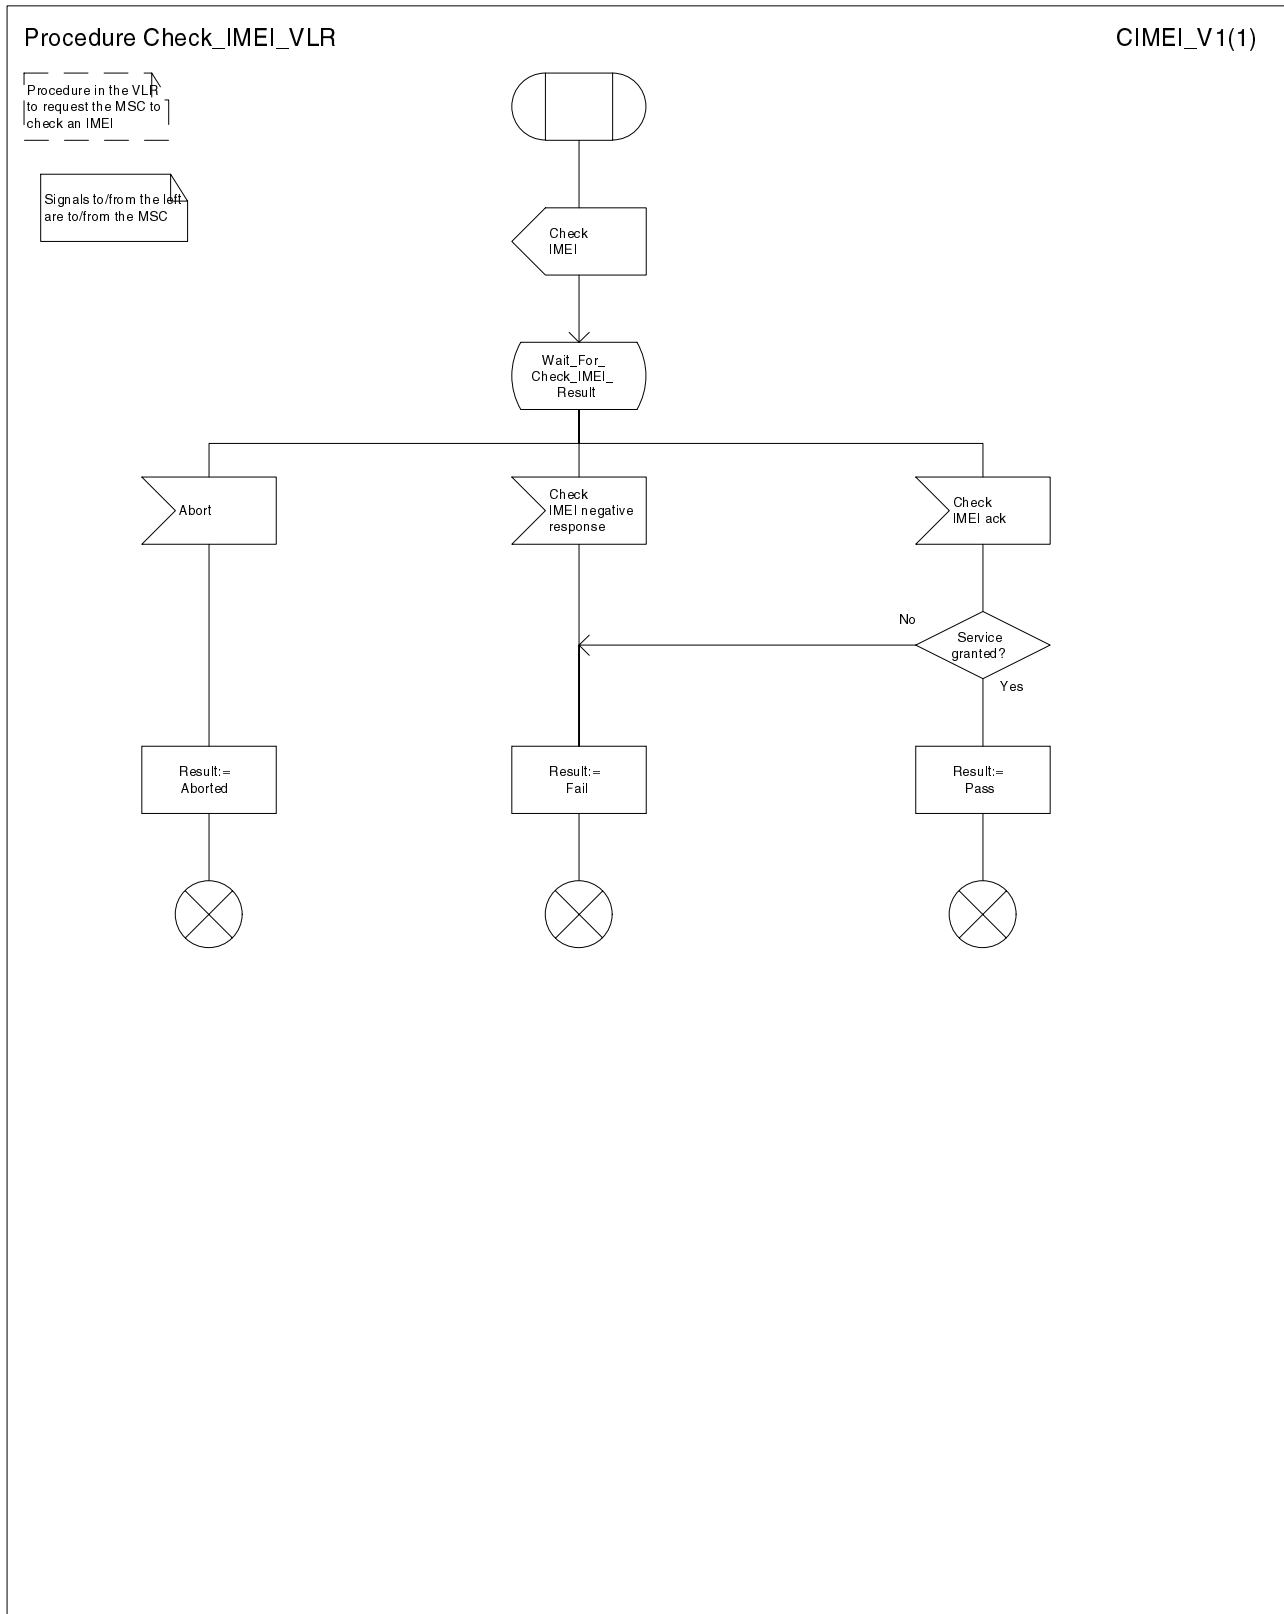 Procedure Check_IMEI_VLR
CIMEI_V1(1)
Procedure in the VLR
to request the MSC to
check an IMEI
Signals to/from the left
are to/from the MSC
Check
IMEI
Wait_For_
Check_IMEI_
Result
Abort
Check
IMEI negative
response
Check
IMEI ack
No
Service
granted?
Yes
Result:=
Aborted
Result:=
Fail
Result:=
Pass